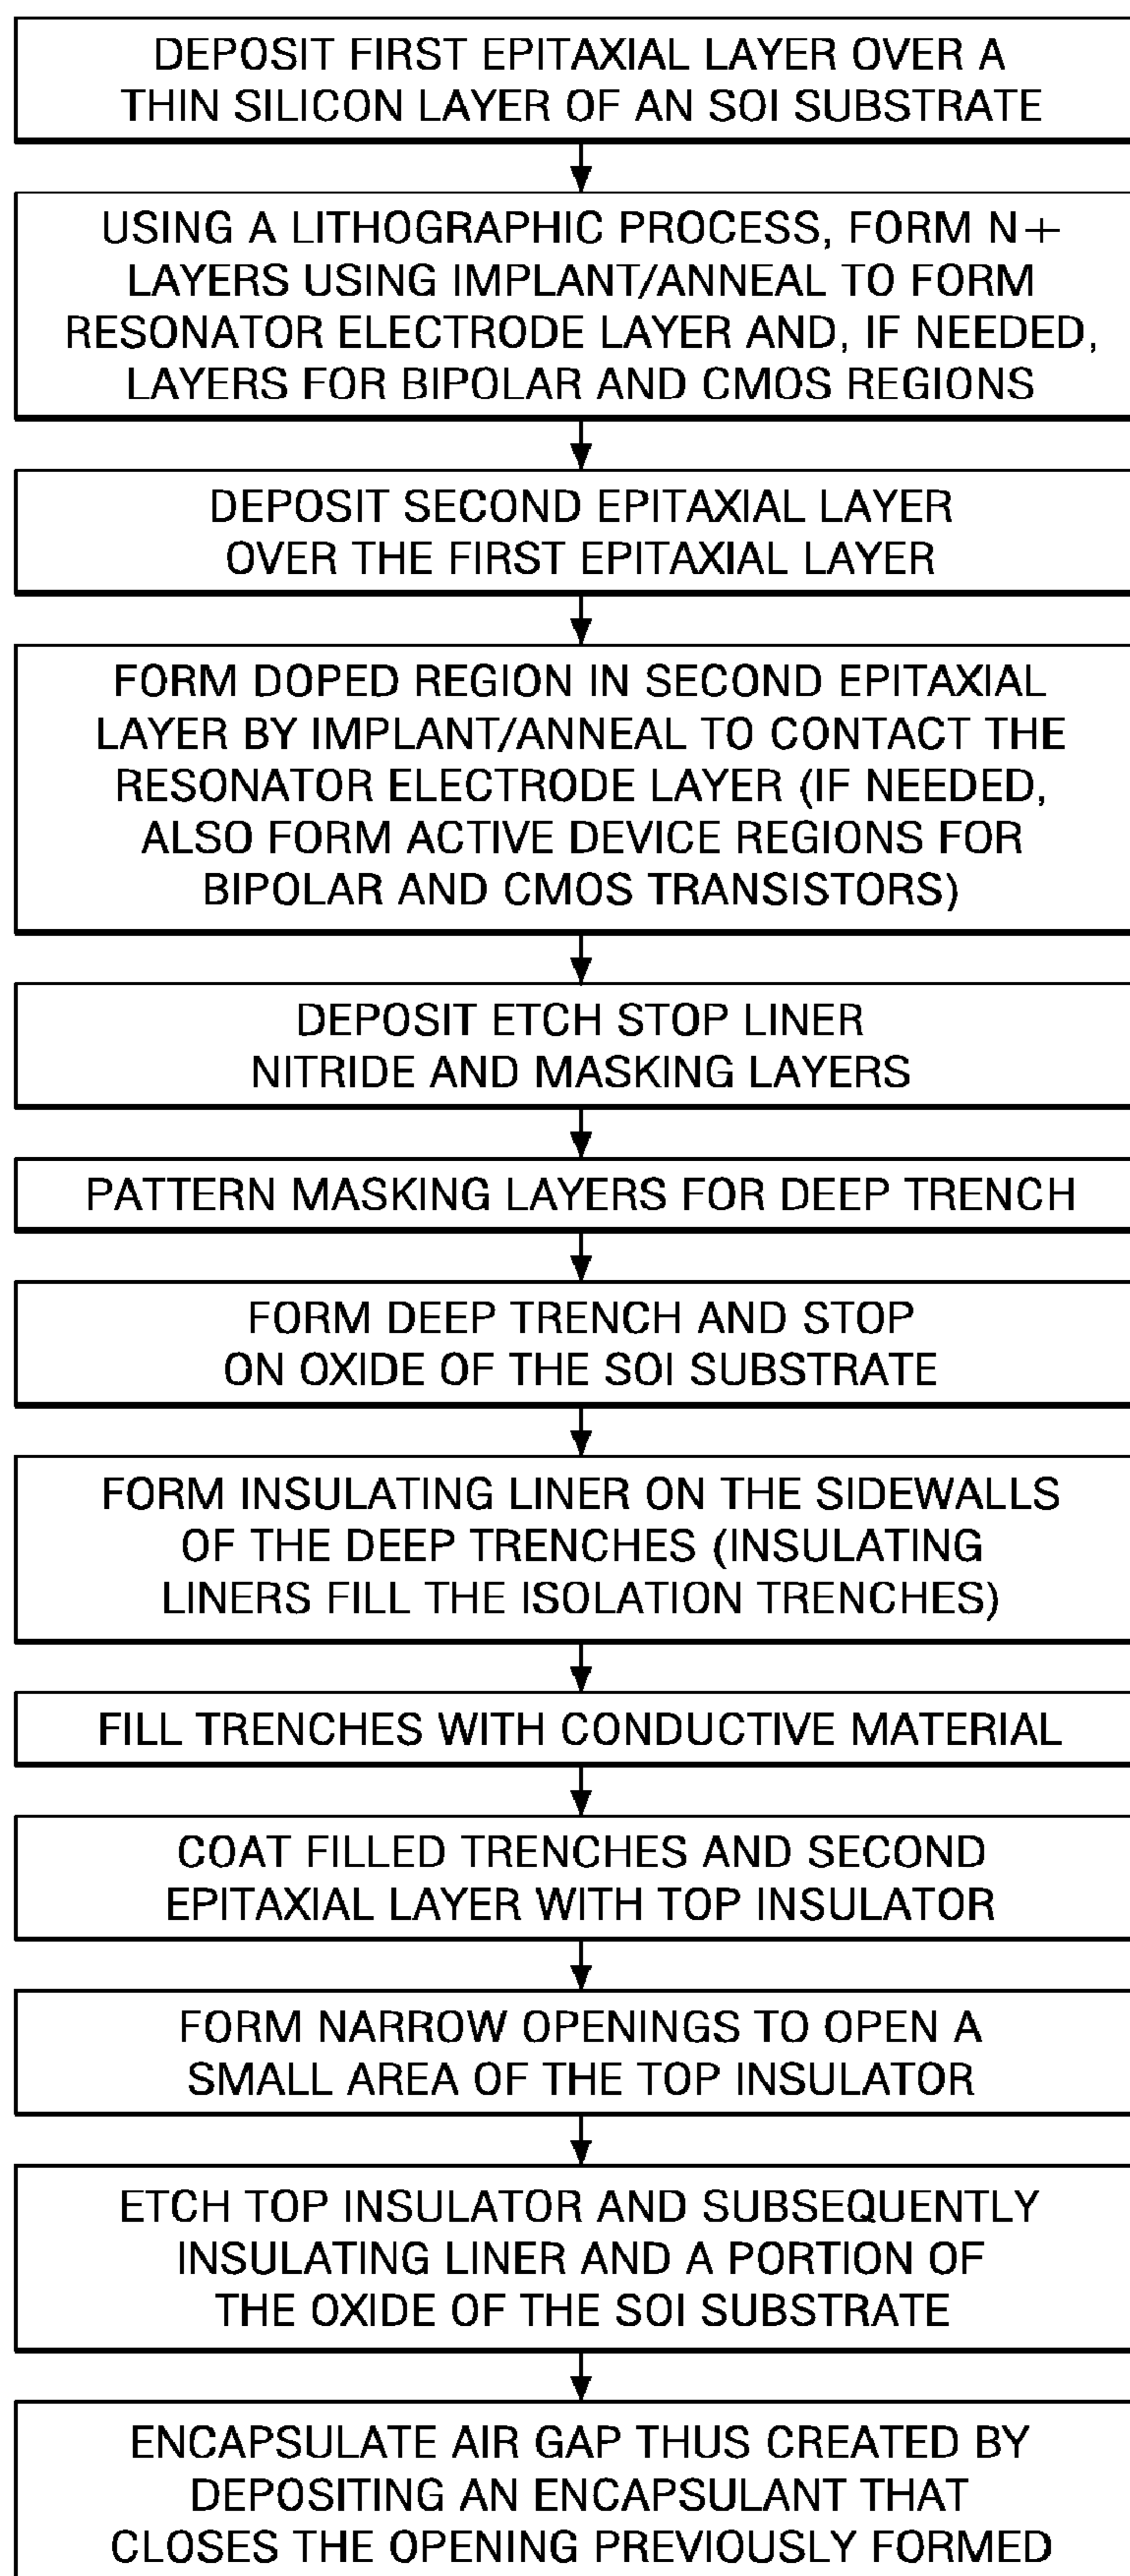 DEPOSIT FIRST EPITAXIAL LAYER OVER A
THIN SILICON LAYER OF AN SOI SUBSTRATE
USING A LITHOGRAPHIC PROCESS, FORM N+
LAYERS USING IMPLANT/ANNEAL TO FORM
RESONATOR ELECTRODE LAYER AND, IF NEEDED,
LAYERS FOR BIPOLAR AND CMOS REGIONS
DEPOSIT SECOND EPITAXIAL LAYER
OVER THE FIRST EPITAXIAL LAYER
FORM DOPED REGION IN SECOND EPITAXIAL
LAYER BY IMPLANT/ANNEAL TO CONTACT THE
RESONATOR ELECTRODE LAYER (IF NEEDED,
ALSO FORM ACTIVE DEVICE REGIONS FOR
BIPOLAR AND CMOS TRANSISTORS)
DEPOSIT ETCH STOP LINER
NITRIDE AND MASKING LAYERS
PATTERN MASKING LAYERS FOR DEEP TRENCH
FORM DEEP TRENCH AND STOP
ON OXIDE OF THE SOI SUBSTRATE
FORM INSULATING LINER ON THE SIDEWALLS
OF THE DEEP TRENCHES (INSULATING
LINERS FILL THE ISOLATION TRENCHES)
FILL TRENCHES WITH CONDUCTIVE MATERIAL
COAT FILLED TRENCHES AND SECOND
EPITAXIAL LAYER WITH TOP INSULATOR
FORM NARROW OPENINGS TO OPEN A
SMALL AREA OF THE TOP INSULATOR
ETCH TOP INSULATOR AND SUBSEQUENTLY
INSULATING LINER AND A PORTION OF
THE OXIDE OF THE SOI SUBSTRATE
ENCAPSULATE AIR GAP THUS CREATED BY
DEPOSITING AN ENCAPSULANT THAT
CLOSES THE OPENING PREVIOUSLY FORMED